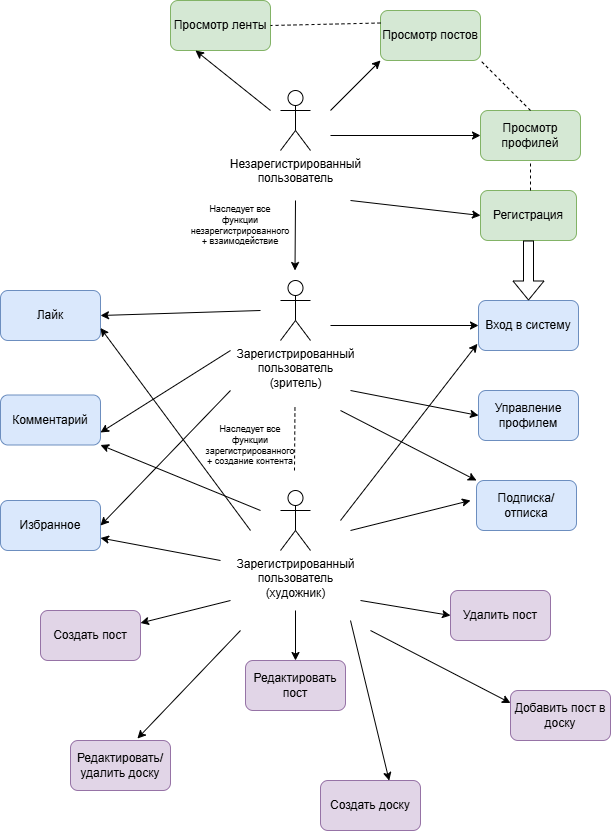 Просмотр ленты
Просмотр постов
Просмотр
профилей
Незарегистрированный
пользователь
Регистрация
Наследует все
функции
незарегистрированного
+ взаимодействие
Лайк
Вход в систему
Зарегистрированный
пользователь
(зритель)
Комментарий
Управление
профилем
Наследует все
функции
зарегистрированного
+ создание контента
Избранное
Подписка/
отписка
Зарегистрированный
пользователь
(художник)
Создать пост
Удалить пост
Редактировать
пост
Добавить пост в
доску
Редактировать/
удалить доску
Создать доску